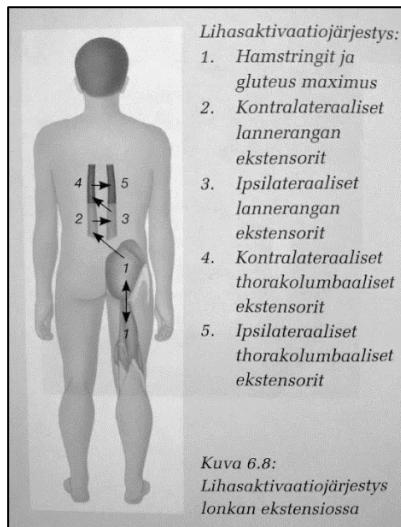 Lihasaktivaatiojärjestys:
1. Hamstringit ja
gluteus maximus
2. Kontralateraaliset
lannerangan
ekstensorit
3. Ipsilateraaliset
lannerangan
ekstensorit
4. Kontralateraaliset
thorakolumbaaliset
ekstensorit
5. Ipsilateraaliset
thorakolumbaaliset
ekstensorit
4 5
2 3
1
1
Kuva 6.8:
Lihasaktivaatiojärjestys
lonkan ekstensiossa